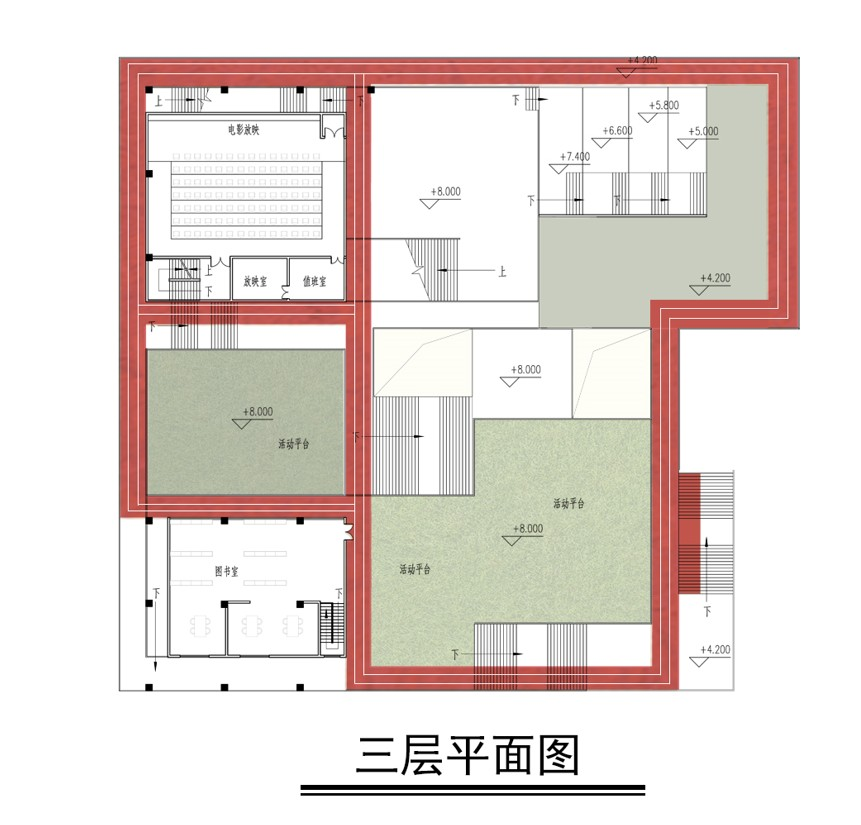 +4.200
上
下
下
+5.800
电影放映
+6.600
+5.000
+7.400
+8.000
下
下
上
上
放映室
值班室
下
+4.200
下
+8.000
+8.000
下
活动平台
活动平台
+8.000
图书室
活动平台
下
下
下
下
+4.200
三层平面图